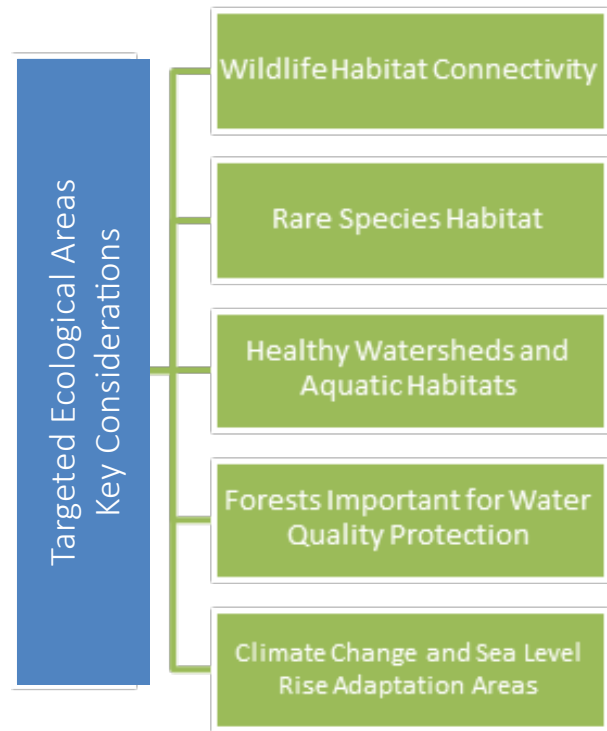 Targeted Ecological Areas
Key Considerations
Wildlife Habitat Connectivity
Rare Species Habitat
Healthy Watersheds and
Aquatic Habitats
Forests Important for Water
Quality Protection
Climate Change and Sea Level
Rise Adaptation Areas